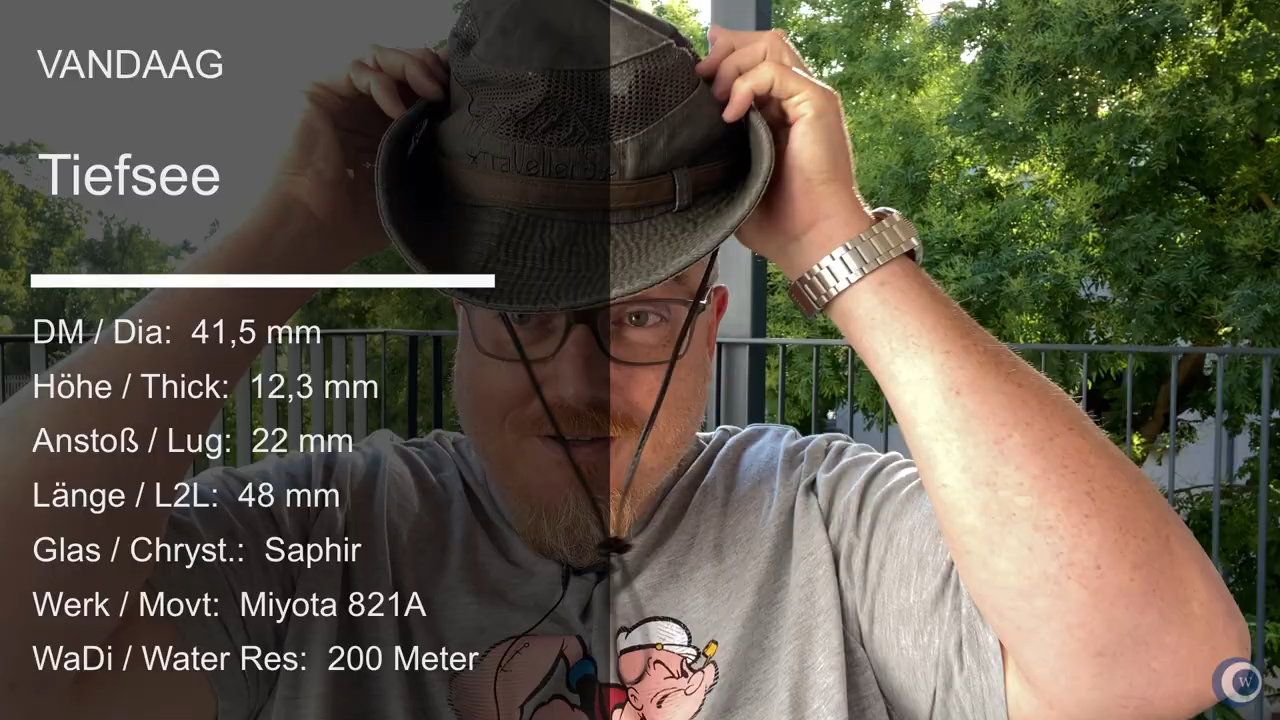 VANDAAG
Tiefsee
DM / Dia: 41,5 mm
Höhe / Thick: 12,3 mm
Anstoß / Lug: 22 mm
Länge / L2L: 48 mm
Glas / Chryst.: Saphir
Werk / Movt: Miyota 821A
WaDi / Water Res: 200 Meter
W